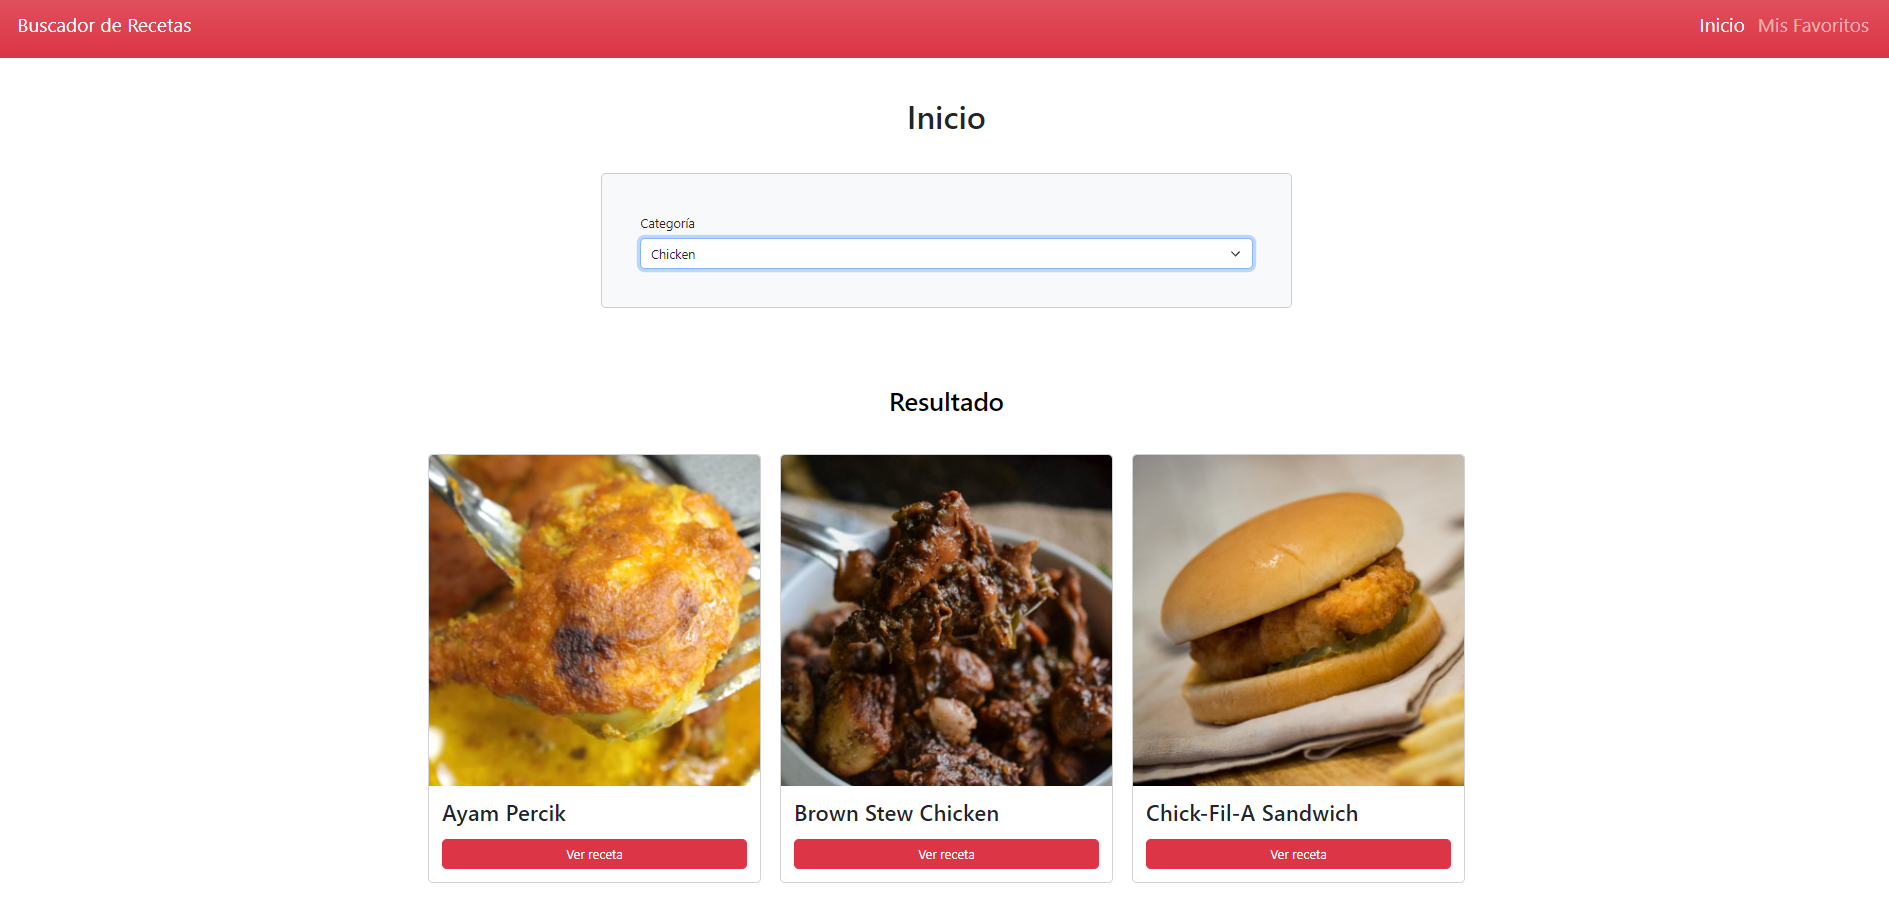 Buscador de Recetas
Inicio Mis Favoritos
Inicio
Categoría
Chicken
Resultado
Ayam Percik
Ver receta
Brown Stew Chicken
Ver receta
Chick-Fil-A Sandwich
Ver receta